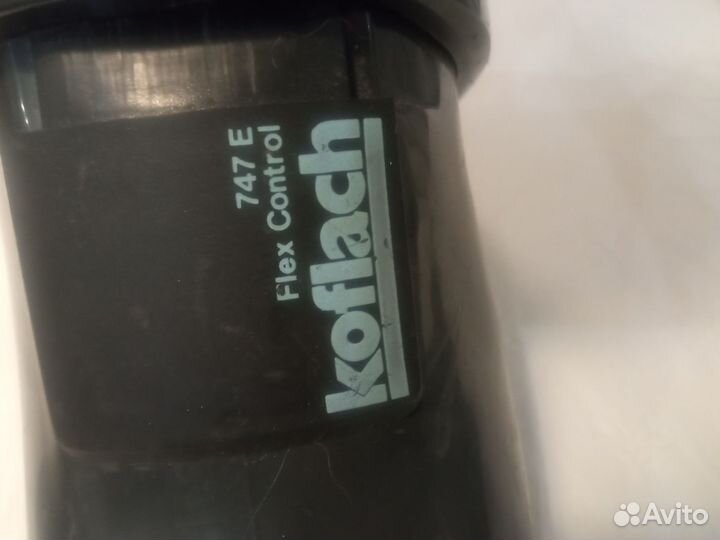 747 E
Flex Control
koflach
Avito